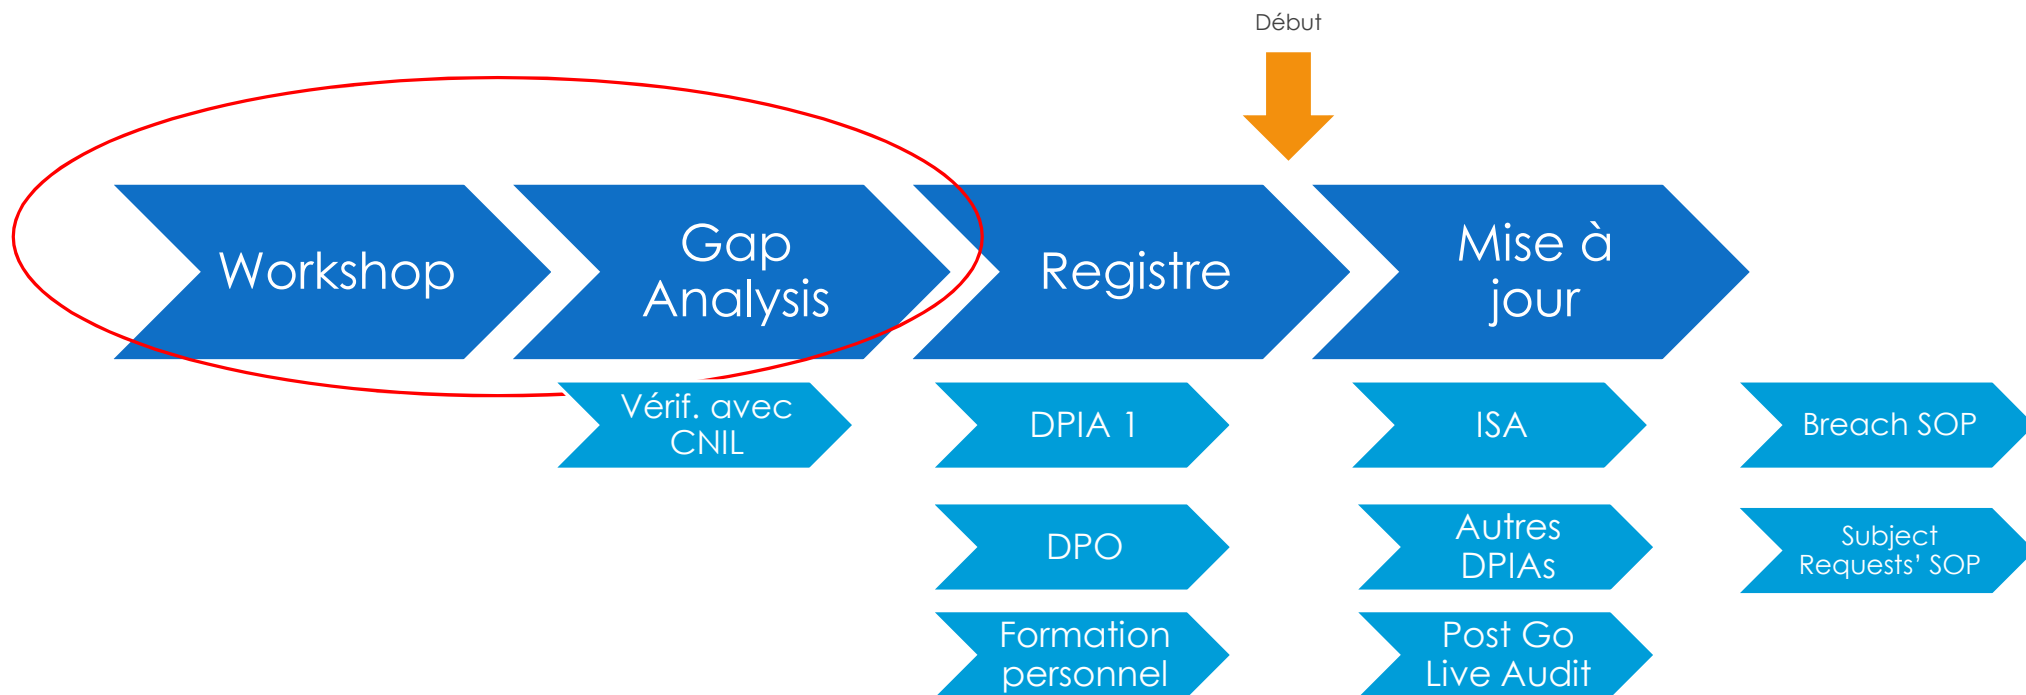 Début
Workshop
Gap
Analysis
Registre
Mise à
jour
Vérif. avec
CNIL
DPIA 1
ISA
Breach SOP
DPO
Autres
DPIAs
Subject
Requests’ SOP
Formation
personnel
Post Go
Live Audit